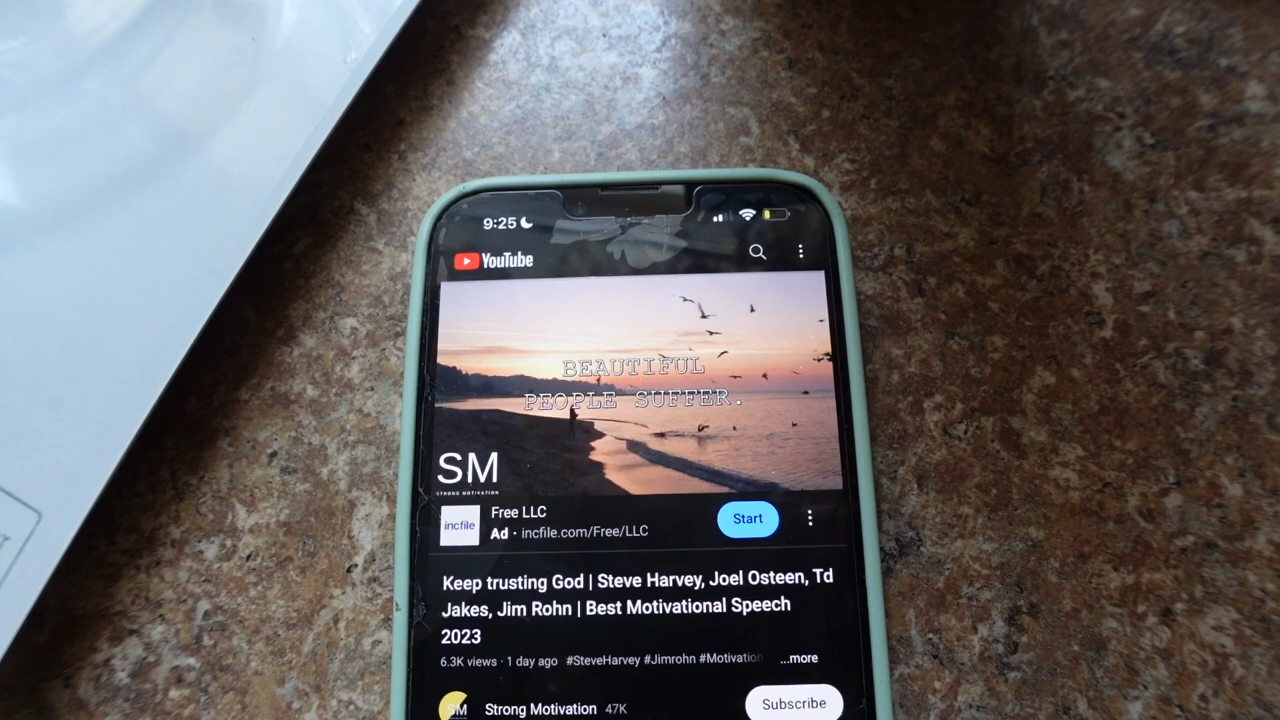 9:25
YouTube
BEAUTIFUL
PEOPLE SUFFER.
SM
STRONG MOTIVATION
incfile
Free LLC
Ad · incfile.com/Free/LLC
Start
Keep trusting God | Steve Harvey, Joel Osteen, Td
Jakes, Jim Rohn | Best Motivational Speech
2023
6.3K views · 1 day ago #SteveHarvey #Jimrohn #Motivation ...more
SM
Strong Motivation 47K
Subscribe